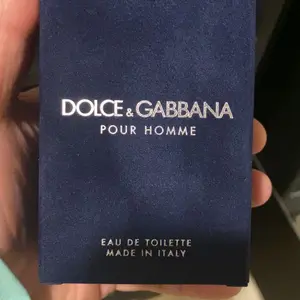 DOLCE & GABBANA
POUR HOMME
EAU DE TOILETTE
MADE IN ITALY